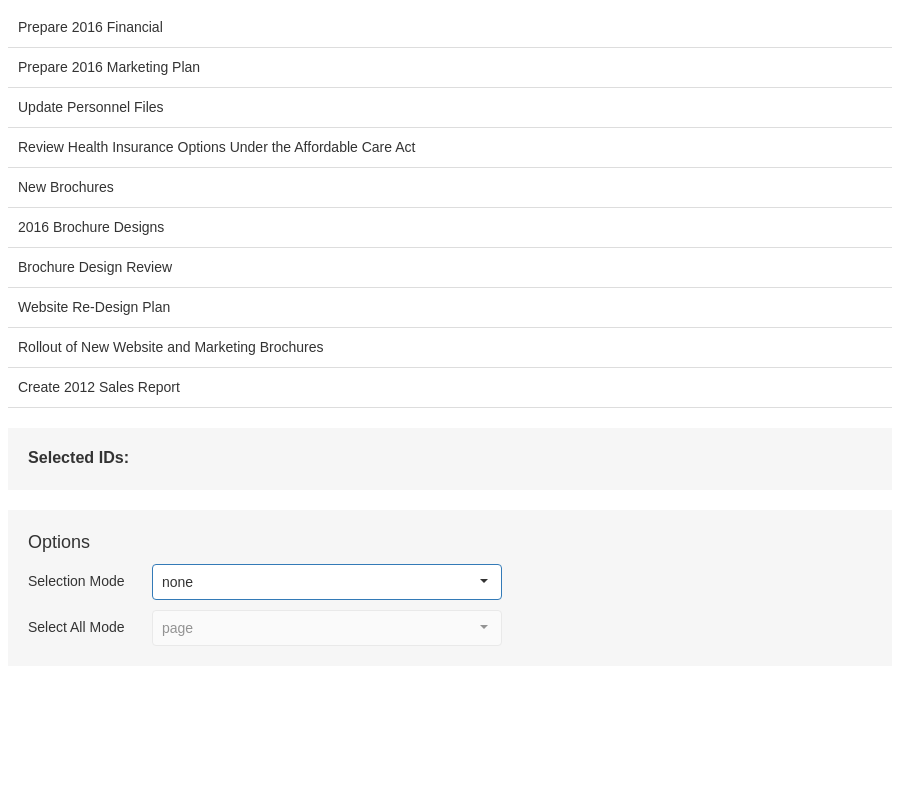 Prepare 2016 Financial
Prepare 2016 Marketing Plan
Update Personnel Files
Review Health Insurance Options Under the Affordable Care Act
New Brochures
2016 Brochure Designs
Brochure Design Review
Website Re-Design Plan
Rollout of New Website and Marketing Brochures
Create 2012 Sales Report
Selected IDs:
Options
Selection Mode none
Select All Mode page